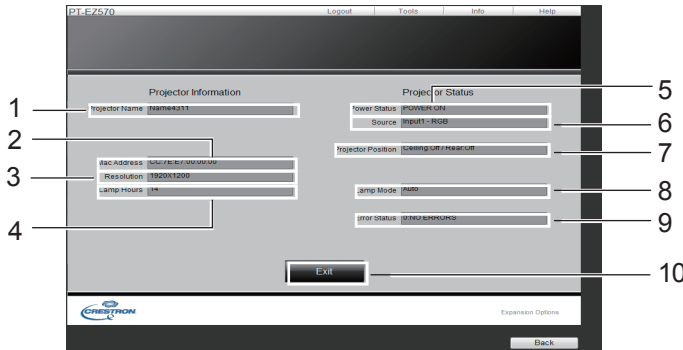 PT-EZ570 Logout Tools Info Help
Projector Information Projector Status
1 Projector Name Name4311
5 Power Status POWER ON
6 Source Input1 - RGB
7 Projector Position Ceiling:Off / Rear:Off
2 Mac Address CC:7E:E7:00:00:00
3 Resolution 1920X1200
4 Lamp Hours 14
8 Lamp Mode Auto
9 Error Status 0:NO ERRORS
Exit 10
CRESTRON Expansion Options
Back